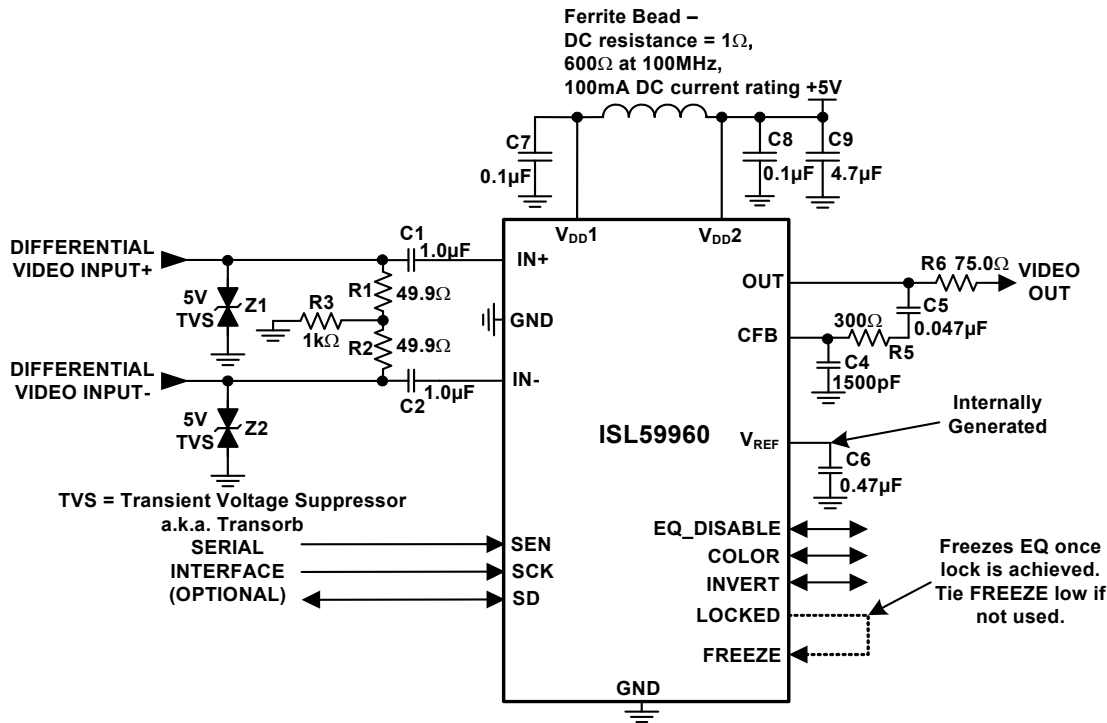 Ferrite Bead –
DC resistance = 1Ω,
600Ω at 100MHz,
100mA DC current rating +5V
C7
0.1µF
C8
0.1µF
C9
4.7µF
VDD1
VDD2
DIFFERENTIAL
VIDEO INPUT+
C1
1.0µF
IN+
5V
TVS
Z1
R1
49.9Ω
R3
1kΩ
GND
R2
49.9Ω
DIFFERENTIAL
VIDEO INPUT-
C2
1.0µF
IN-
5V
TVS
Z2
ISL59960
OUT
R6 75.0Ω
VIDEO
OUT
C5
0.047µF
CFB
300Ω
R5
C4
1500pF
VREF
Internally
Generated
C6
0.47µF
TVS = Transient Voltage Suppressor
a.k.a. Transorb
SERIAL
INTERFACE
(OPTIONAL)
SEN
SCK
SD
EQ_DISABLE
COLOR
INVERT
LOCKED
FREEZE
Freezes EQ once
lock is achieved.
Tie FREEZE low if
not used.
GND